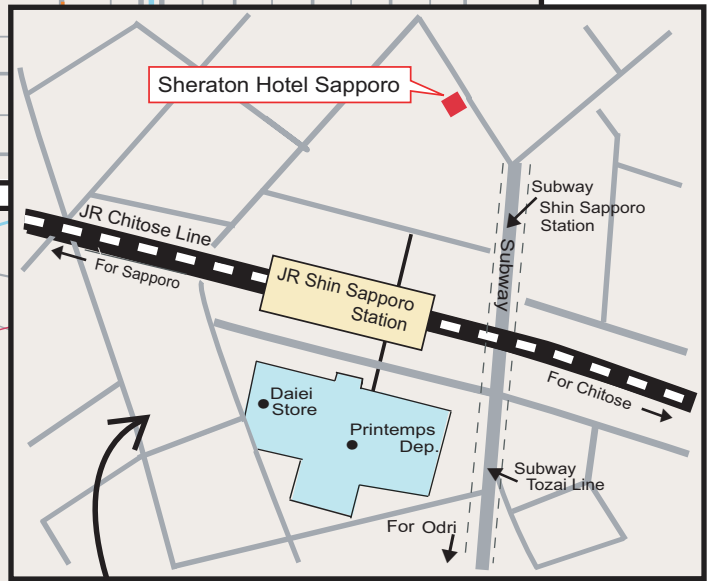 Sheraton Hotel Sapporo
Subway
Shin Sapporo
Station
JR Chitose Line
For Sapporo
Subway
JR Shin Sapporo
Station
For Chitose
Daiei
Store
Printemps
Dep.
Subway
Tozai Line
For Odri